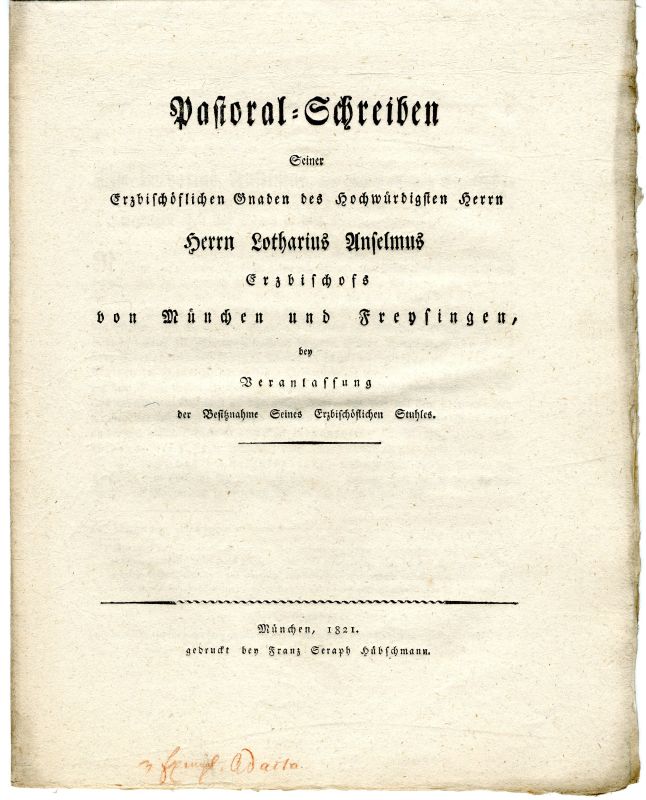 Pastoral-Schreiben
Seiner
Erzbischöflichen Gnaden des Hochwürdigsten Herrn
Herrn Lotharius Anselmus
Erzbischofs
von München und Freysingen,
bey
Veranlassung
der Besitznahme Seines Erzbischöflichen Stuhles.
München, 1821.
gedruckt bey Franz Seraph Hübschmann.